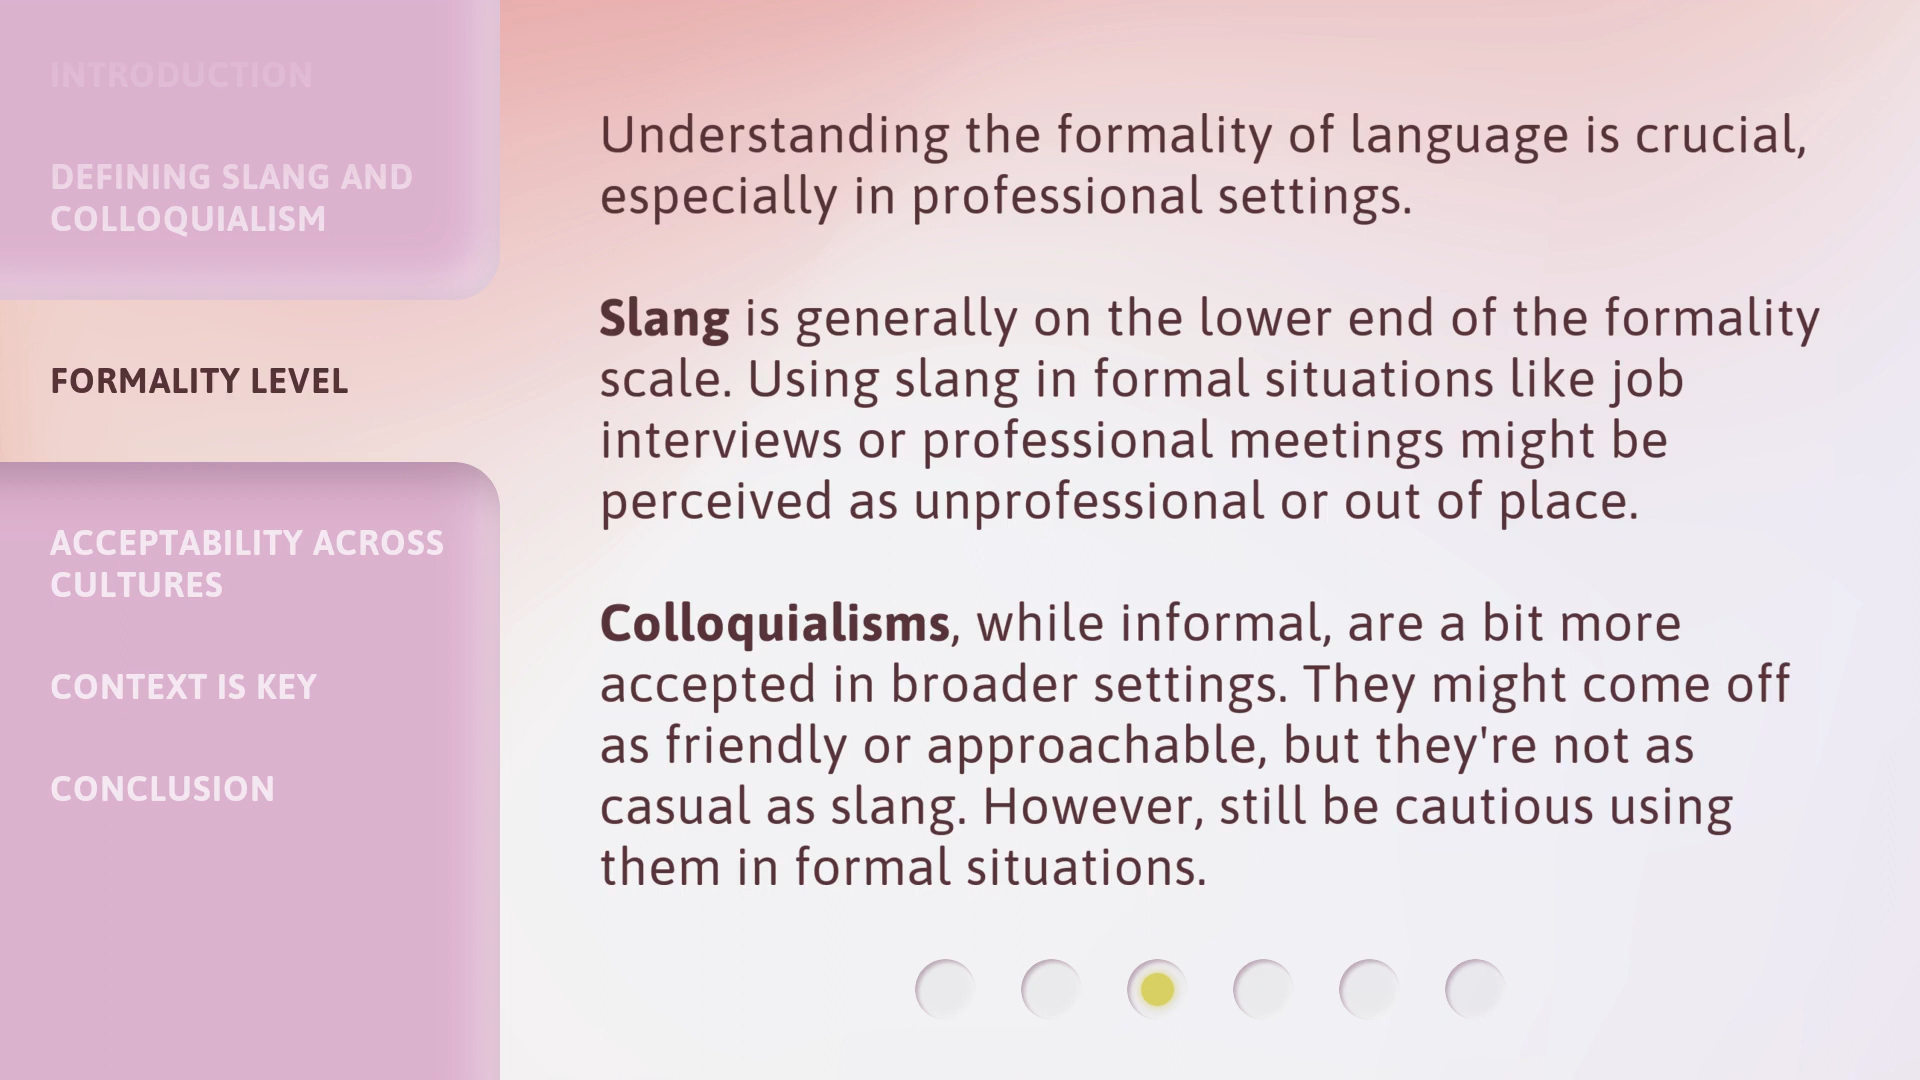 INTRODUCTION
DEFINING SLANG AND
COLLOQUIALISM
FORMALITY LEVEL
ACCEPTABILITY ACROSS
CULTURES
CONTEXT IS KEY
CONCLUSION
Understanding the formality of language is crucial,
especially in professional settings.
Slang is generally on the lower end of the formality
scale. Using slang in formal situations like job
interviews or professional meetings might be
perceived as unprofessional or out of place.
Colloquialisms, while informal, are a bit more
accepted in broader settings. They might come off
as friendly or approachable, but they're not as
casual as slang. However, still be cautious using
them in formal situations.